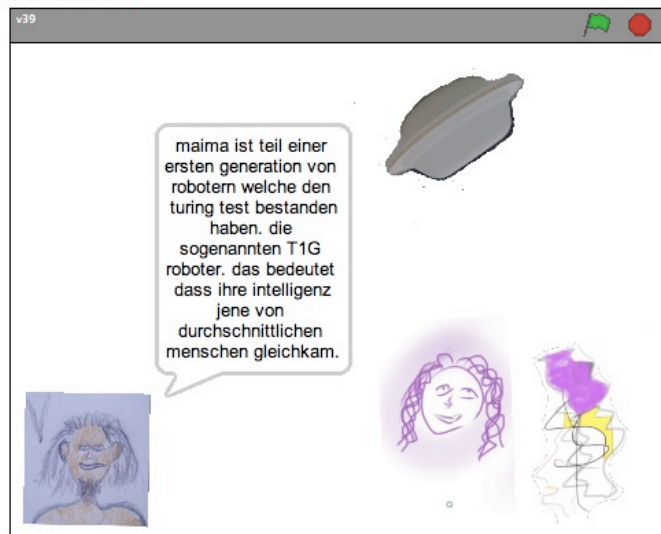 v39
maima ist teil einer
ersten generation von
robotern welche den
turing test bestanden
haben. die
sogenannten T1G
roboter. das bedeutet
dass ihre intelligenz
jene von
durchschnittlichen
menschen gleichkam.